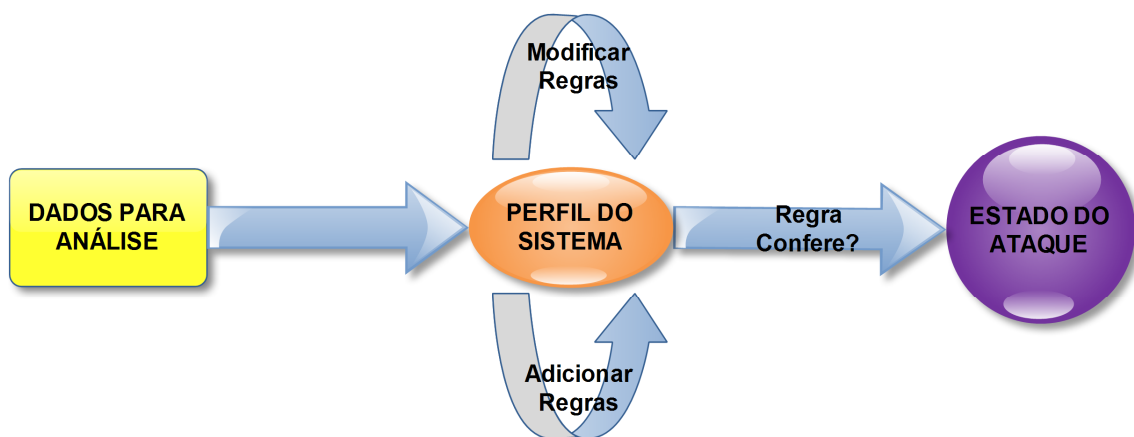 Modificar
Regras
DADOS PARA
ANÁLISE
PERFIL DO
SISTEMA
Regra
Confere?
ESTADO DO
ATAQUE
Adicionar
Regras